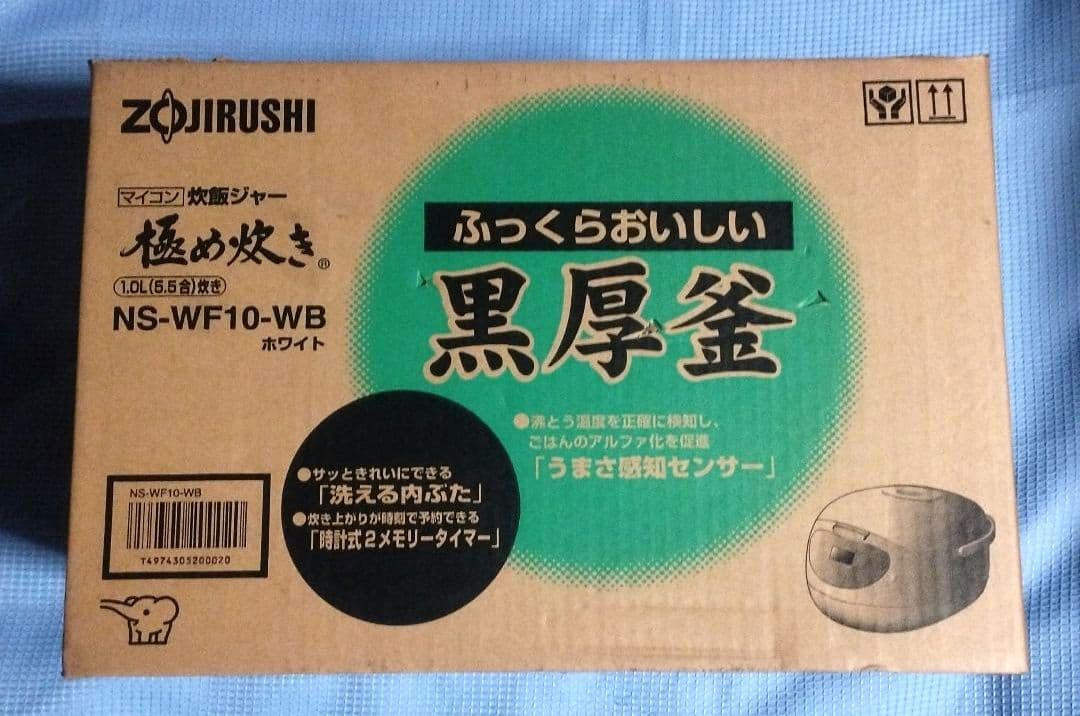 ZOJIRUSHI
マイコン 炊飯ジャー
極め炊き®
1.0L(5.5合)炊き
NS-WF10-WB
ホワイト
ふっくらおいしい
黒厚釜
●沸とう温度を正確に検知し、
ごはんのアルファ化を促進
「うまさ感知センサー」
●サッときれいにできる
「洗える内ぶた」
●炊き上がりが時刻で予約できる
「時計式2メモリータイマー」
NS-WF10-WB
T4974305200020